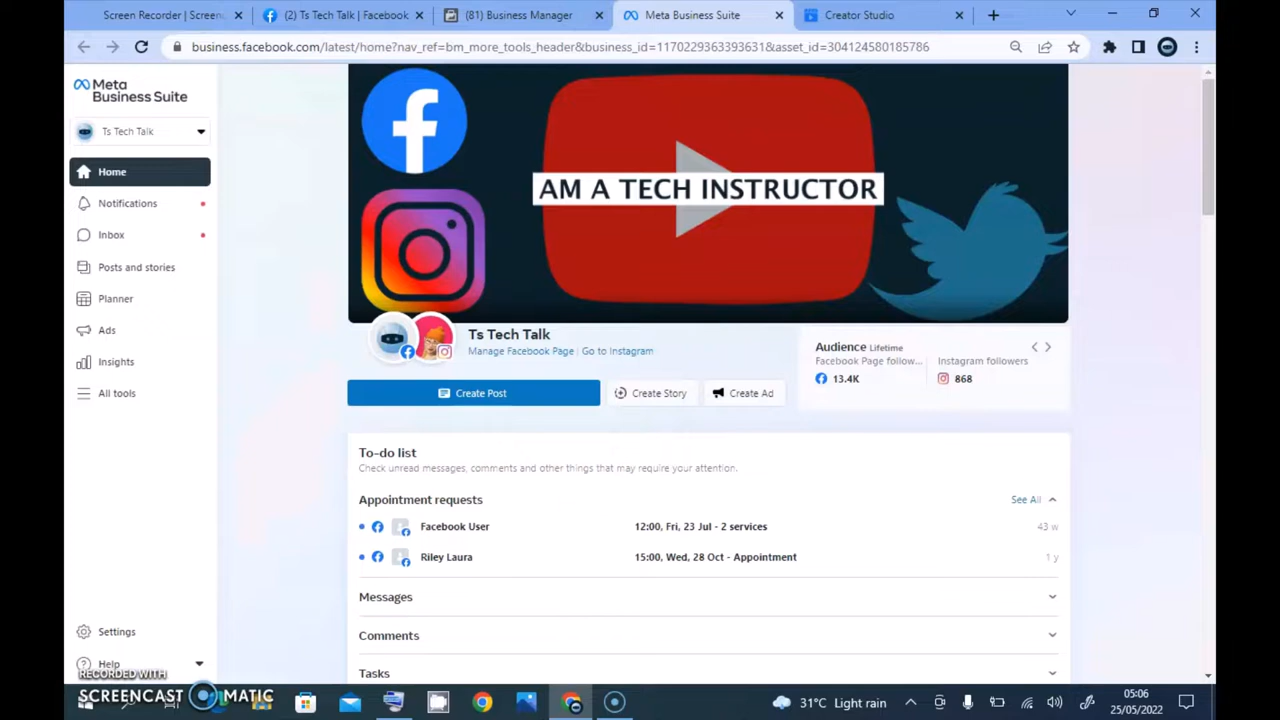 Screen Recorder | Screenc
(2) Ts Tech Talk | Facebook
(81) Business Manager
Meta Business Suite
Creator Studio
business.facebook.com/latest/home?nav_ref=bm_more_tools_header&business_id=1170229363393631&asset_id=304124580185786
Meta
Business Suite
Ts Tech Talk
Home
Notifications
Inbox
Posts and stories
Planner
Ads
Insights
All tools
Settings
Help
AM A TECH INSTRUCTOR
Ts Tech Talk
Manage Facebook Page | Go to Instagram
Create Post
Create Story
Create Ad
Audience Lifetime
Facebook Page follow...
Instagram followers
13.4K
868
To-do list
Check unread messages, comments and other things that may require your attention.
Appointment requests
See All
Facebook User
12:00, Fri, 23 Jul - 2 services
43 w
Riley Laura
15:00, Wed, 28 Oct - Appointment
1 y
Messages
Comments
Tasks
RECORDED WITH
SCREENCAST MATIC
31°C Light rain
05:06
25/05/2022